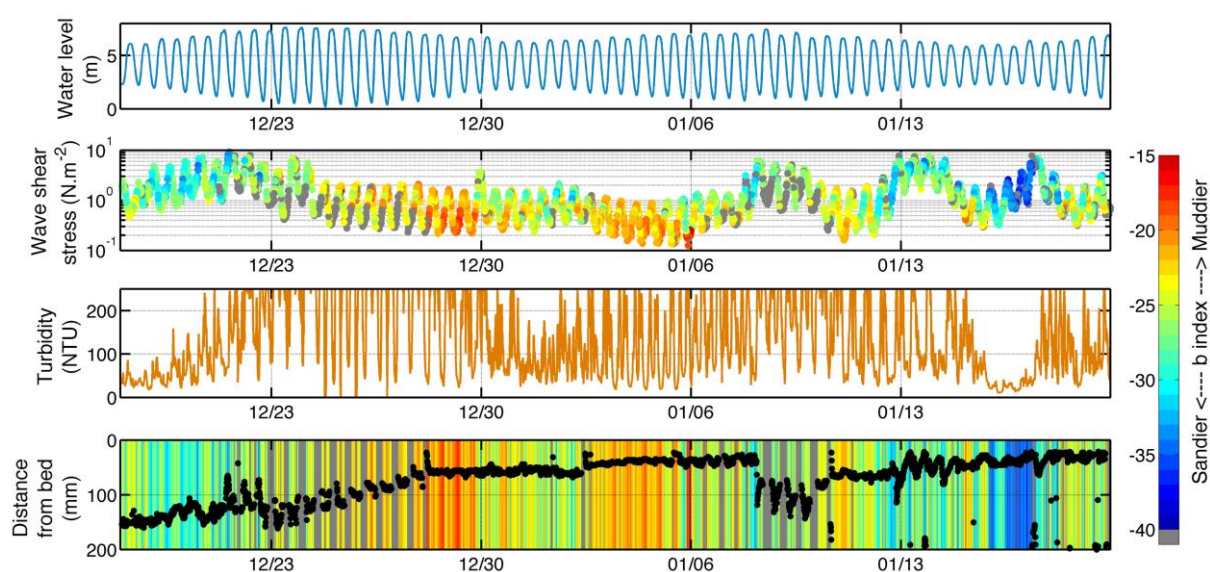 5
0
Water level
(m)
12/23 12/30 01/06 01/13
10¹
10⁰
10⁻¹
Wave shear
stress (N.m⁻²)
12/23 12/30 01/06 01/13
200
100
0
Turbidity
(NTU)
12/23 12/30 01/06 01/13
0
100
200
Distance
from bed
(mm)
12/23 12/30 01/06 01/13
-15
-20
-25
-30
-35
-40
Sandier <---- b index ----> Muddier